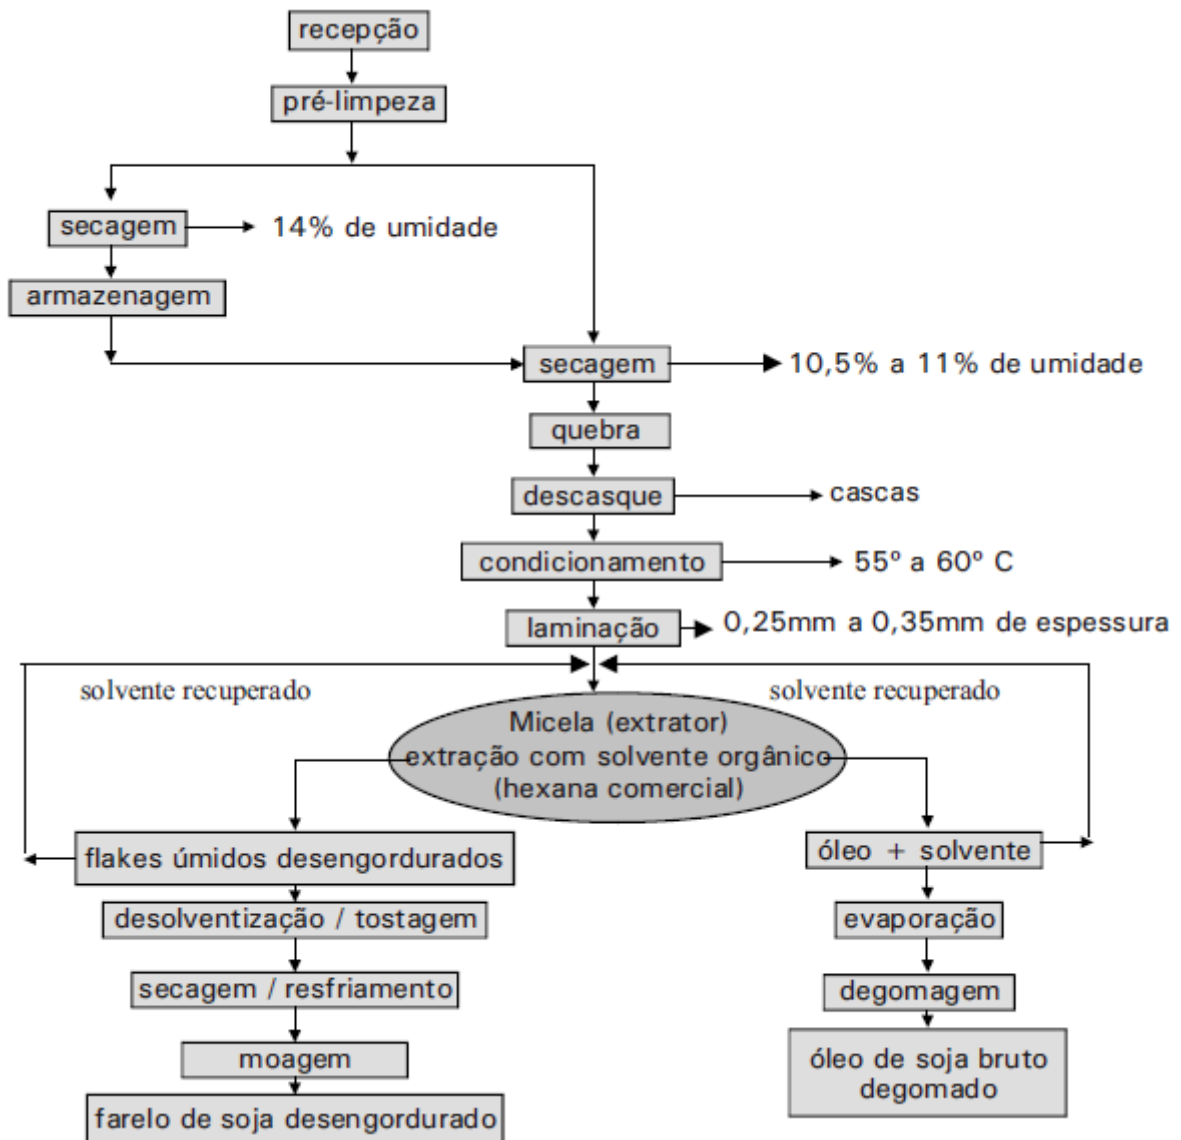 recepção
pré-limpeza
secagem
14% de umidade
armazenagem
secagem
10,5% a 11% de umidade
quebra
descasque
cascas
condicionamento
55º a 60º C
laminação
0,25mm a 0,35mm de espessura
solvente recuperado
solvente recuperado
Micela (extrator)
extração com solvente orgânico
(hexana comercial)
flakes úmidos desengordurados
óleo + solvente
desolventização / tostagem
evaporação
secagem / resfriamento
degomagem
moagem
óleo de soja bruto
degomado
farelo de soja desengordurado